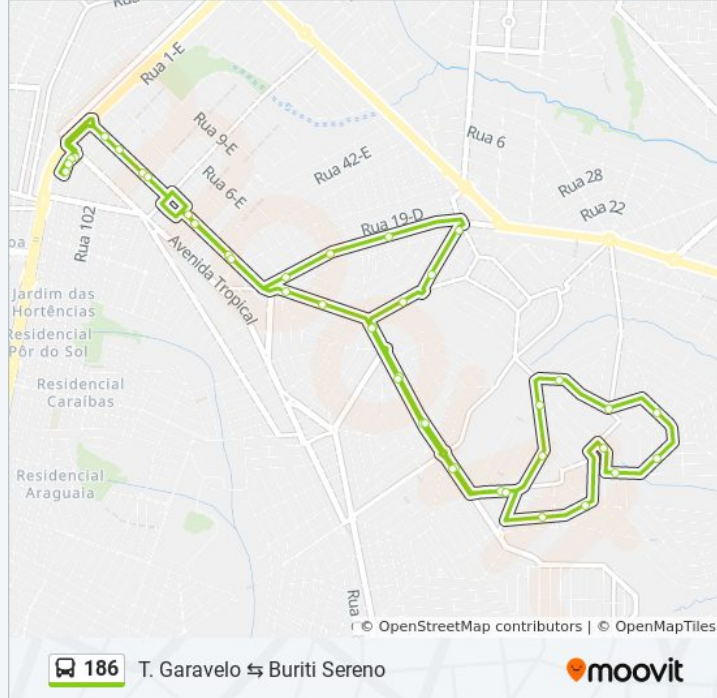 Ru
Rua 1-E
Rua 9-E
Rua 42-E
Rua 6
Rua 6-E
Rua 28
Rua 22
Rua 19-D
Rua 102
Avenida Tropical
Jardim das
Hortências
Residencial
Pôr do Sol
Residencial
Caraíbas
Residencial
Araguaia
Rua
© OpenStreetMap contributors | © OpenMapTiles
186 T. Garavelo ⇆ Buriti Sereno
moovit